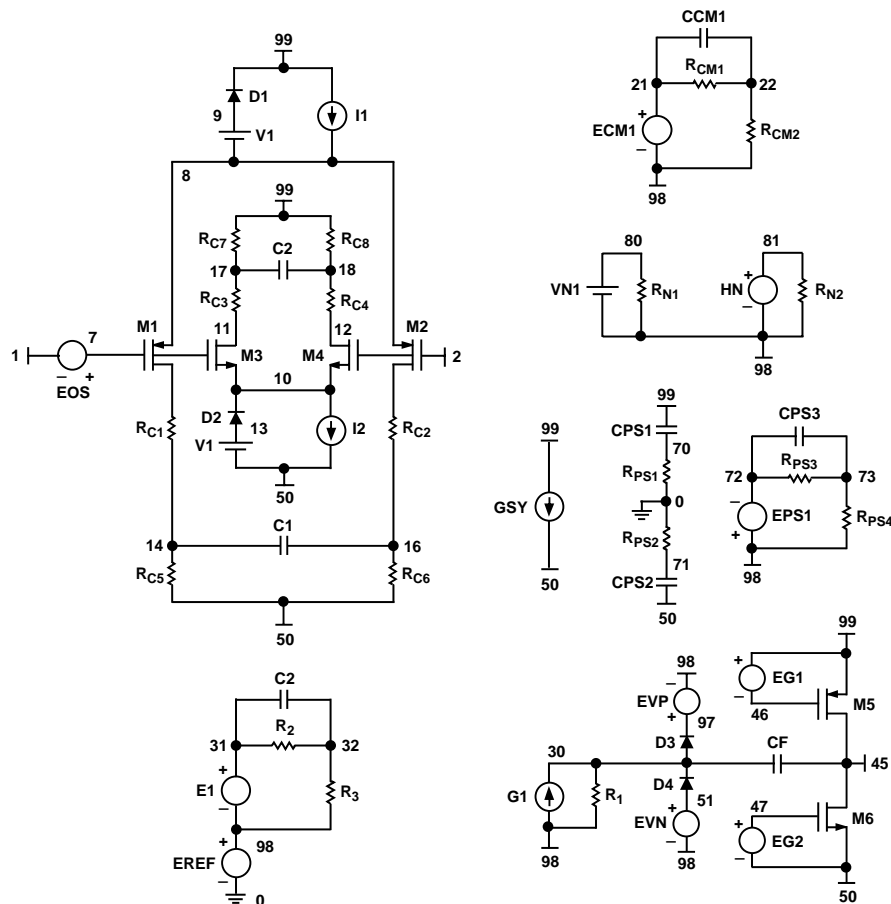 99
D1
9
V1
I1
8
99
RC7
C2
RC8
17
18
RC3
RC4
7
M1
11
12
M2
1
EOS
– +
M3
M4
2
10
RC1
D2
13
V1
I2
RC2
50
C1
14
16
RC5
RC6
50
C2
R2
31
32
+
E1
–
R3
98
+
EREF
–
0
CCM1
RCM1
21
22
+
ECM1
–
RCM2
98
80
81
VN1
RN1
+
HN
–
RN2
98
99
GSY
50
99
CPS1
70
RPS1
0
RPS2
71
CPS2
50
CPS3
RPS3
72
73
–
EPS1
+
RPS4
98
98
–
EVP
+
97
D3
30
G1
R1
98
D4
51
+
EVN
–
98
CF
99
+
EG1
–
46
M5
45
47
+
EG2
–
M6
50